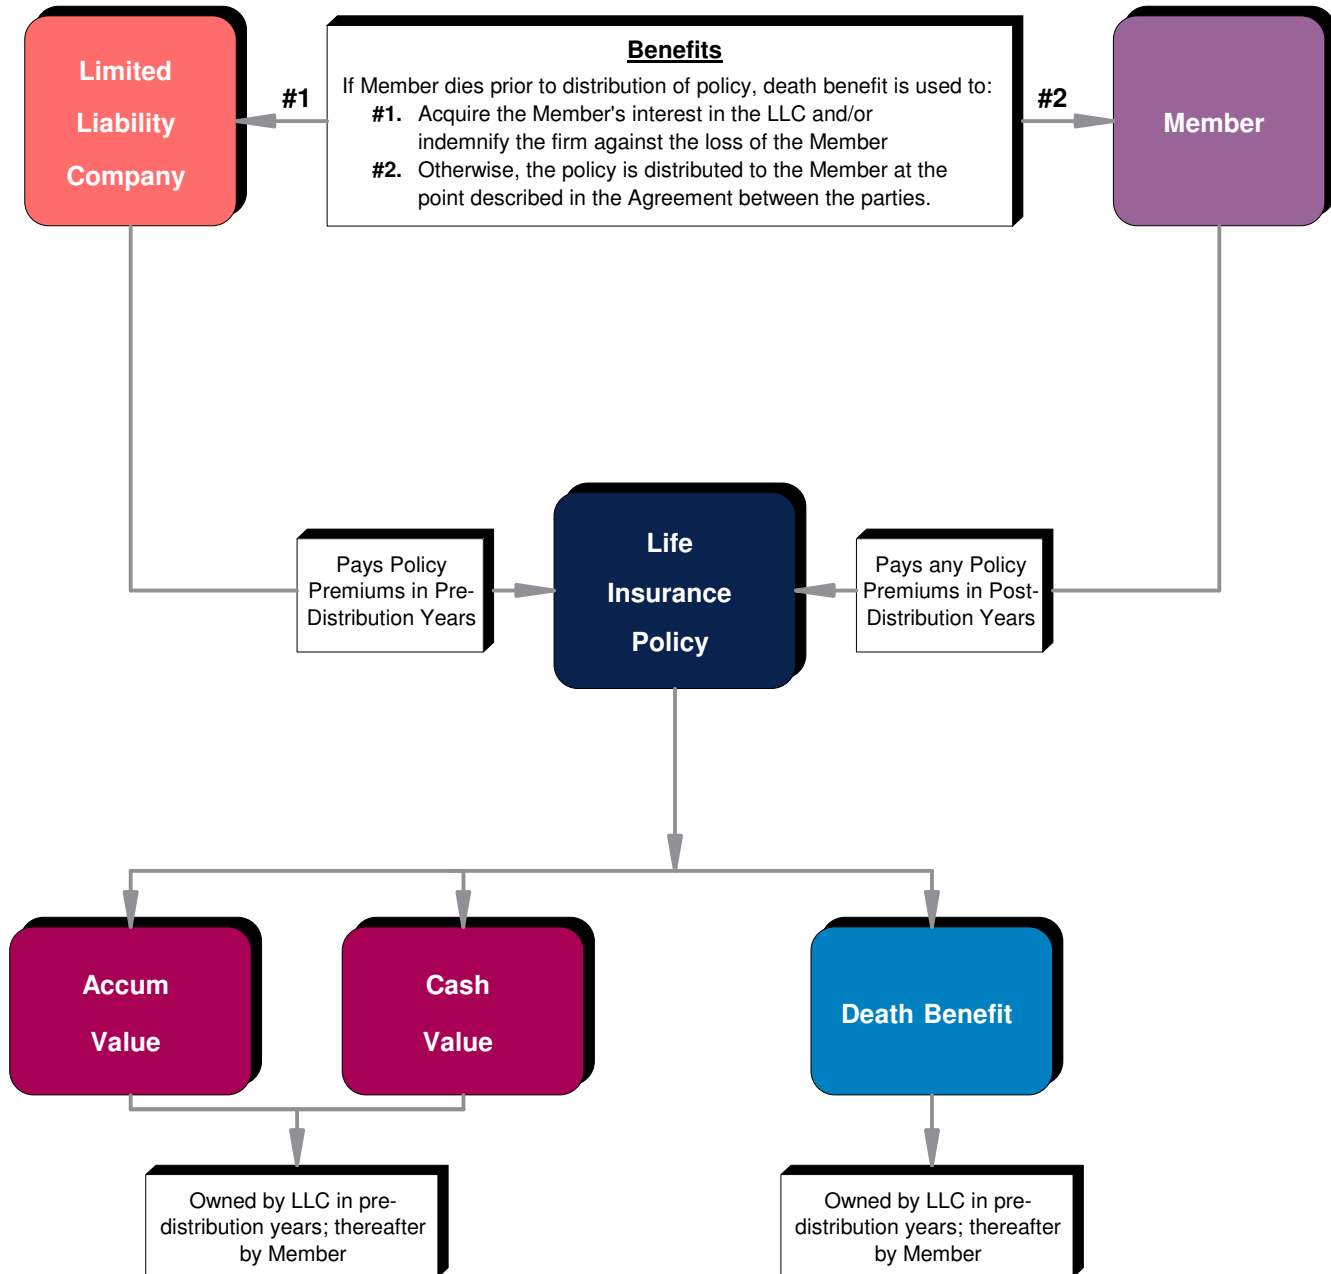 Limited
Liability
Company
#1
Benefits
If Member dies prior to distribution of policy, death benefit is used to:
#1. Acquire the Member's interest in the LLC and/or
indemnify the firm against the loss of the Member
#2. Otherwise, the policy is distributed to the Member at the
point described in the Agreement between the parties.
#2
Member
Pays Policy
Premiums in Pre-
Distribution Years
Life
Insurance
Policy
Pays any Policy
Premiums in Post-
Distribution Years
Accum
Value
Cash
Value
Death Benefit
Owned by LLC in pre-
distribution years; thereafter
by Member
Owned by LLC in pre-
distribution years; thereafter
by Member